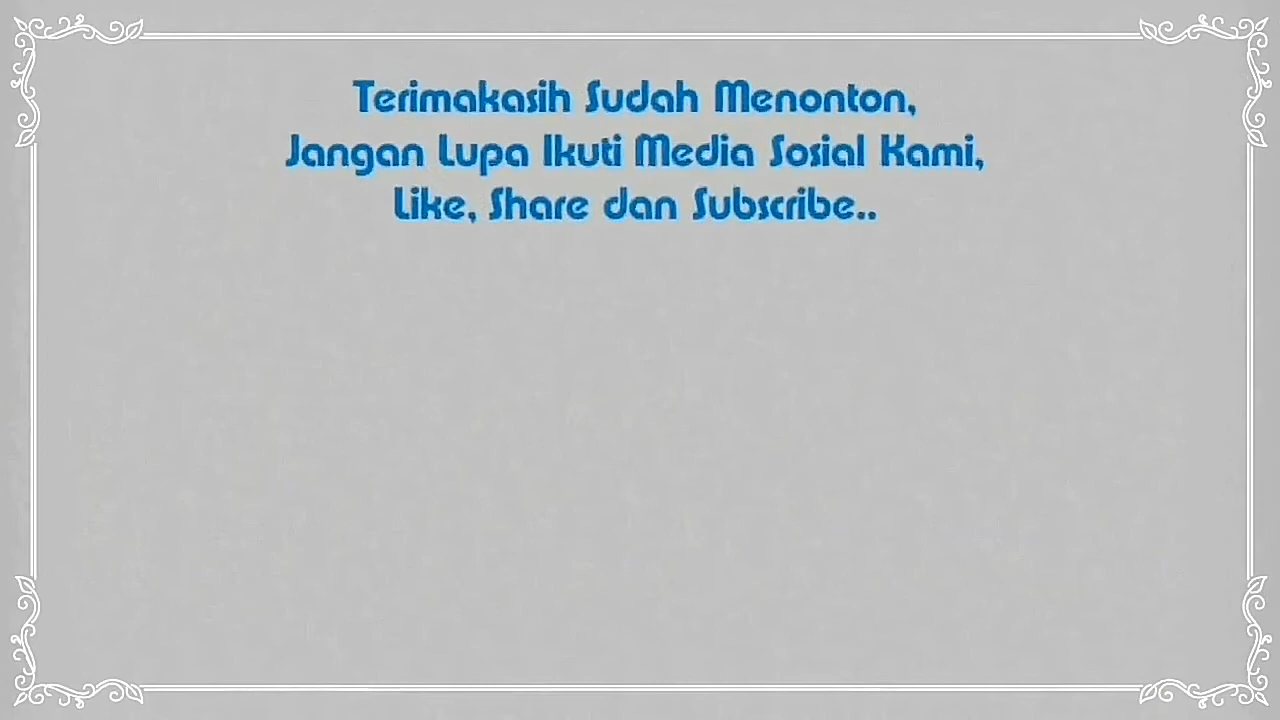 Terimakasih Sudah Menonton,
Jangan Lupa Ikuti Media Sosial Kami,
Like, Share dan Subscribe..